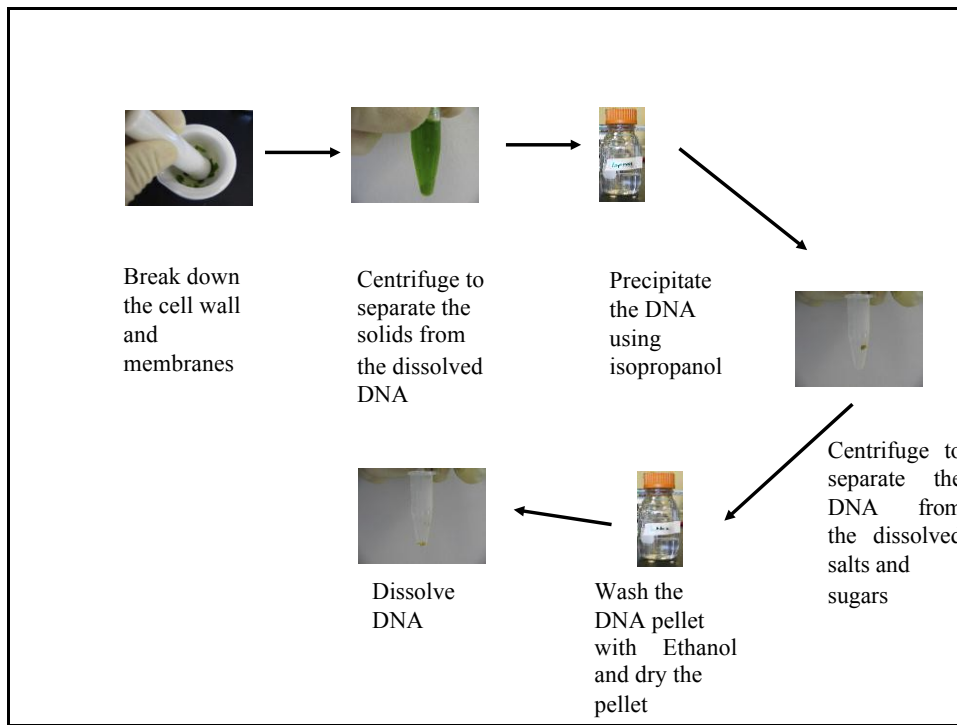 Break down
the cell wall
and
membranes
Centrifuge to
separate the
solids from
the dissolved
DNA
Precipitate
the DNA
using
isopropanol
Centrifuge to
separate the
DNA from
the dissolved
salts and
sugars
Wash the
DNA pellet
with Ethanol
and dry the
pellet
Dissolve
DNA